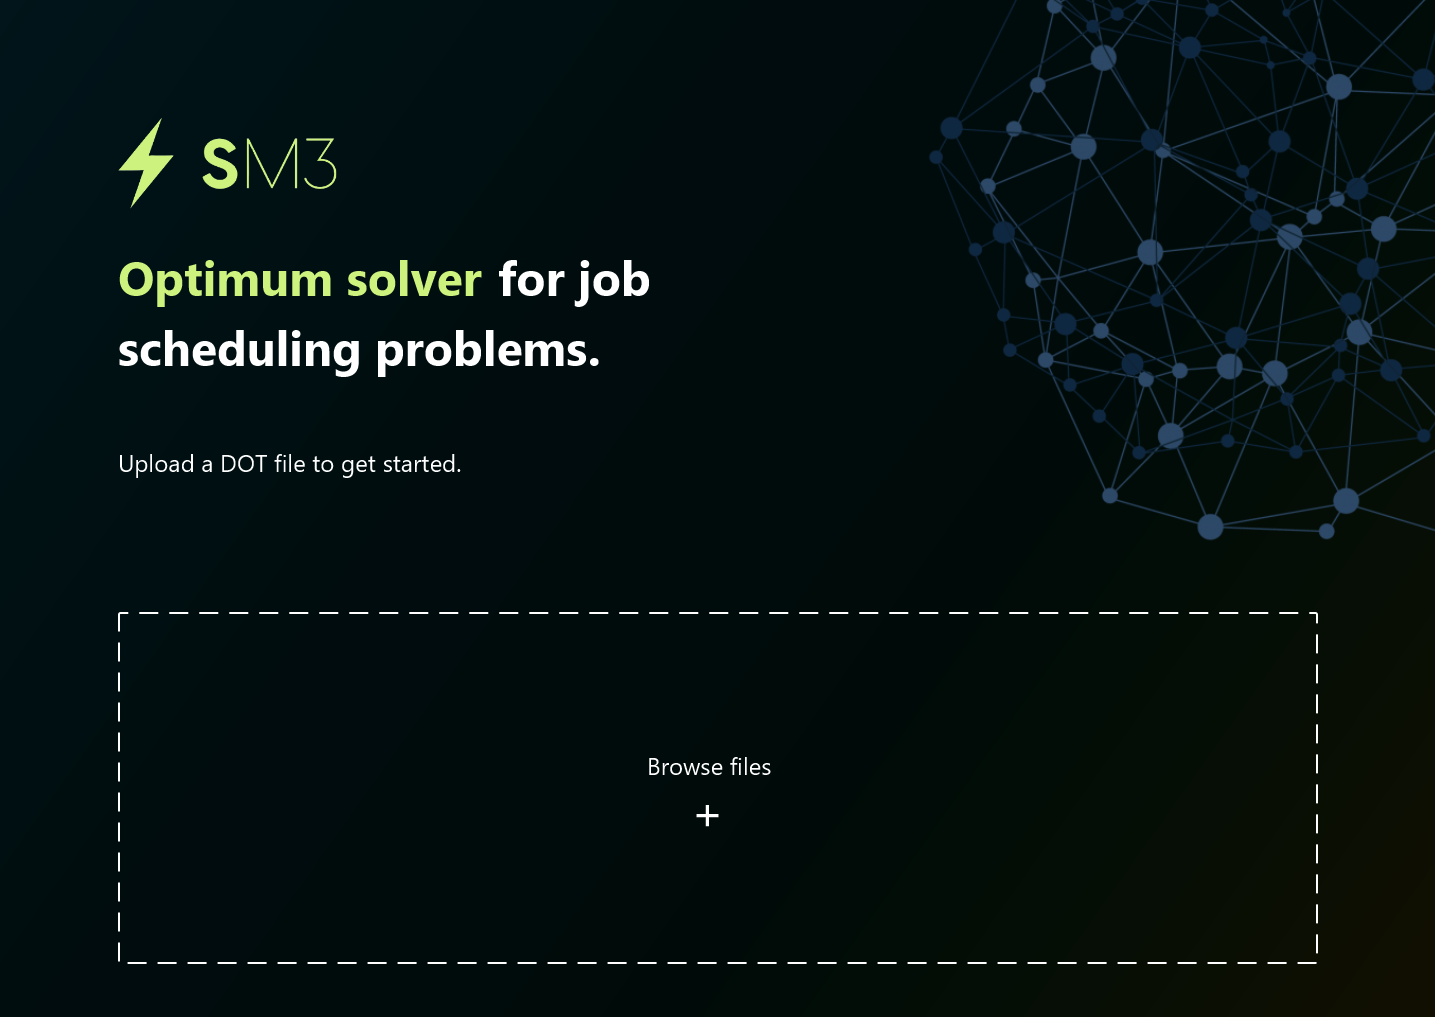 SM3
Optimum solver for job
scheduling problems.
Upload a DOT file to get started.
Browse files
+